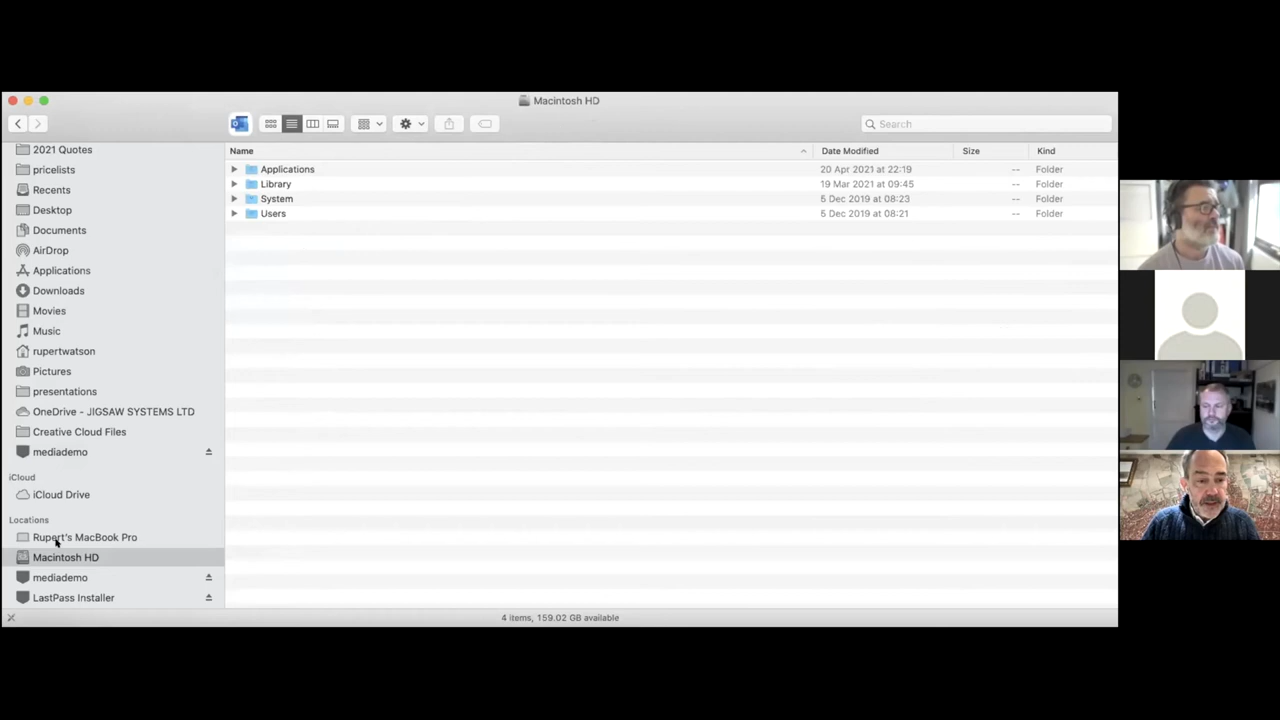 Macintosh HD
Search
2021 Quotes
pricelists
Recents
Desktop
Documents
AirDrop
Applications
Downloads
Movies
Music
rupertwatson
Pictures
presentations
OneDrive - JIGSAW SYSTEMS LTD
Creative Cloud Files
mediademo
iCloud
iCloud Drive
Locations
Rupert's MacBook Pro
Macintosh HD
mediademo
LastPass Installer
Name Date Modified Size Kind
Applications 20 Apr 2021 at 22:19 -- Folder
Library 19 Mar 2021 at 09:45 -- Folder
System 5 Dec 2019 at 08:23 -- Folder
Users 5 Dec 2019 at 08:21 -- Folder
4 items, 159.02 GB available